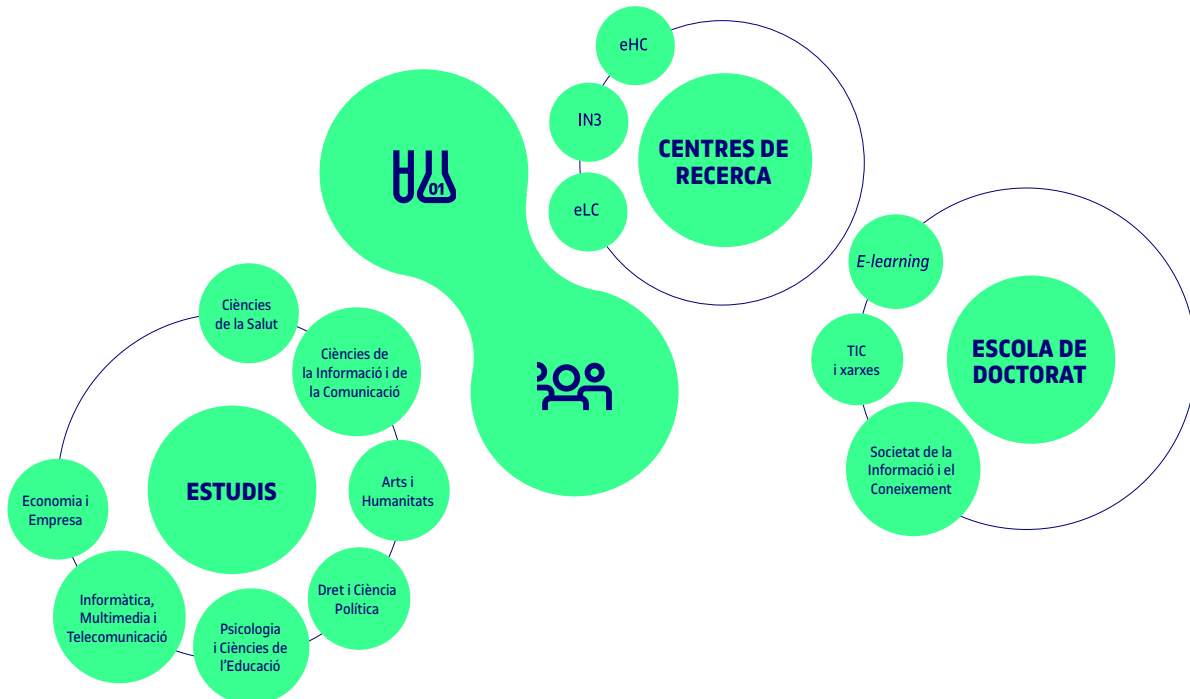 eHC
IN3
eLC
CENTRES DE
RECERCA
01
E-learning
TIC
i xarxes
Societat de la
Informació i el
Coneixement
ESCOLA DE
DOCTORAT
Ciències
de la Salut
Ciències de
la Informació i de
la Comunicació
Arts i
Humanitats
Dret i Ciència
Política
Psicologia
i Ciències de
l'Educació
Informàtica,
Multimedia i
Telecomunicació
Economia i
Empresa
ESTUDIS